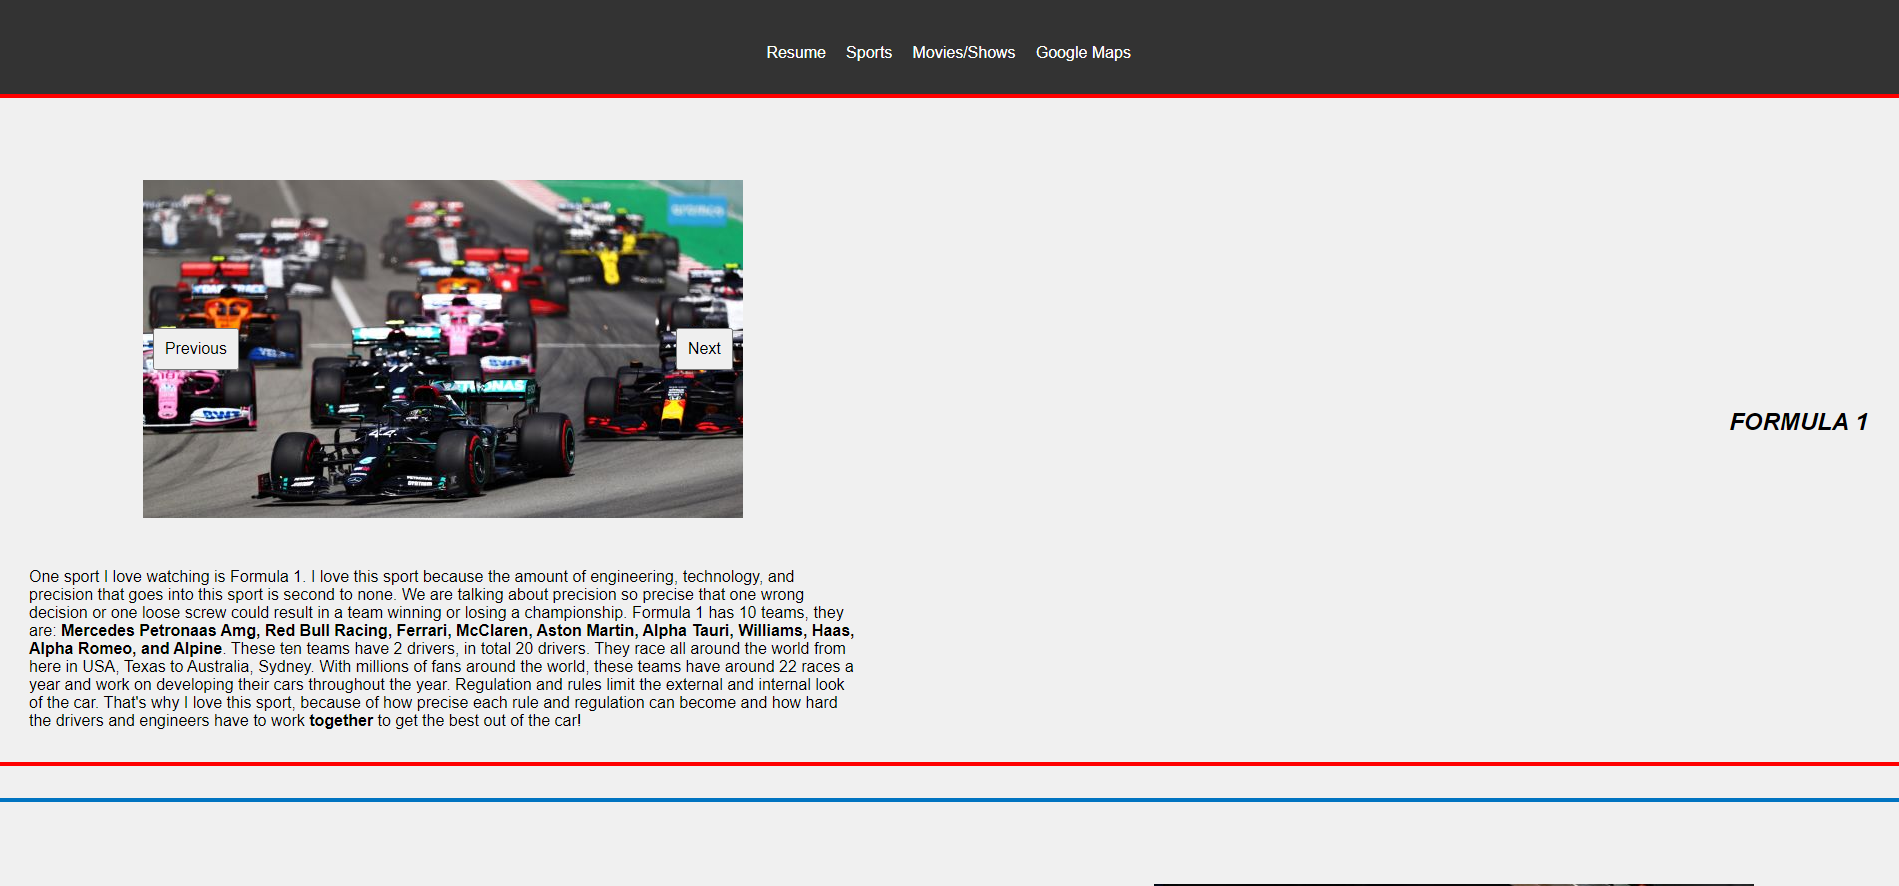 Resume Sports Movies/Shows Google Maps
aramco
Previous
Next
PETRONAS
77
44
BWT
FORMULA 1
One sport I love watching is Formula 1. I love this sport because the amount of engineering, technology, and
precision that goes into this sport is second to none. We are talking about precision so precise that one wrong
decision or one loose screw could result in a team winning or losing a championship. Formula 1 has 10 teams, they
are: Mercedes Petronaas Amg, Red Bull Racing, Ferrari, McClaren, Aston Martin, Alpha Tauri, Williams, Haas,
Alpha Romeo, and Alpine. These ten teams have 2 drivers, in total 20 drivers. They race all around the world from
here in USA, Texas to Australia, Sydney. With millions of fans around the world, these teams have around 22 races a
year and work on developing their cars throughout the year. Regulation and rules limit the external and internal look
of the car. That's why I love this sport, because of how precise each rule and regulation can become and how hard
the drivers and engineers have to work together to get the best out of the car!